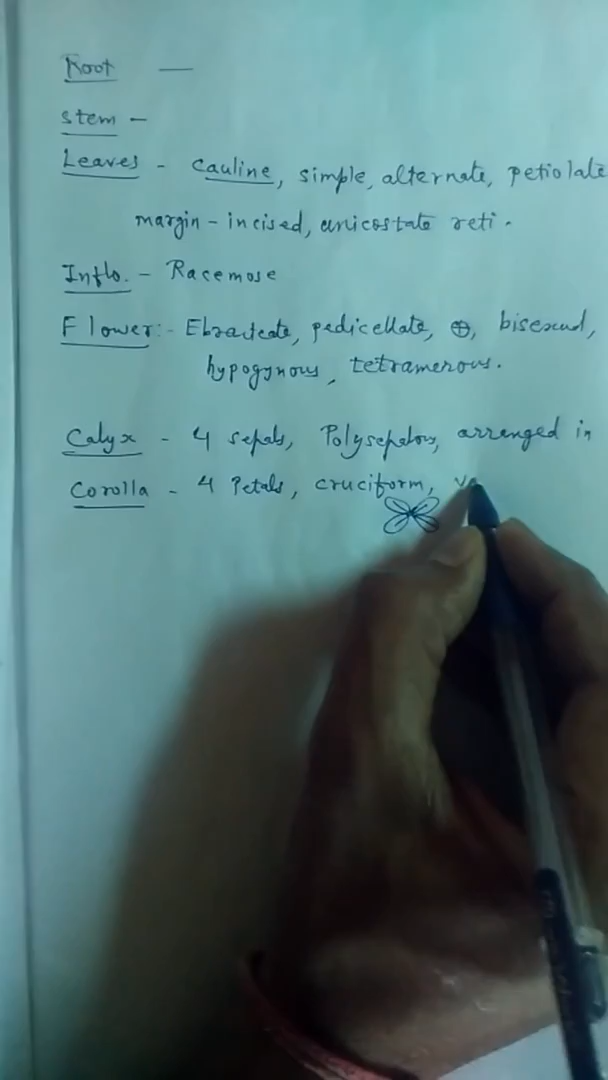 Root —
Stem -
Leaves - cauline, simple, alternate, petiolate
margin - incised, unicostate reti.
Inflo. - Racemose
Flower:- Ebracteate, pedicellate, ⊕, bisexual,
hypogynous, tetramerous.
Calyx - 4 sepals, Polysepalous, arranged in
Corolla - 4 Petals, cruciform,